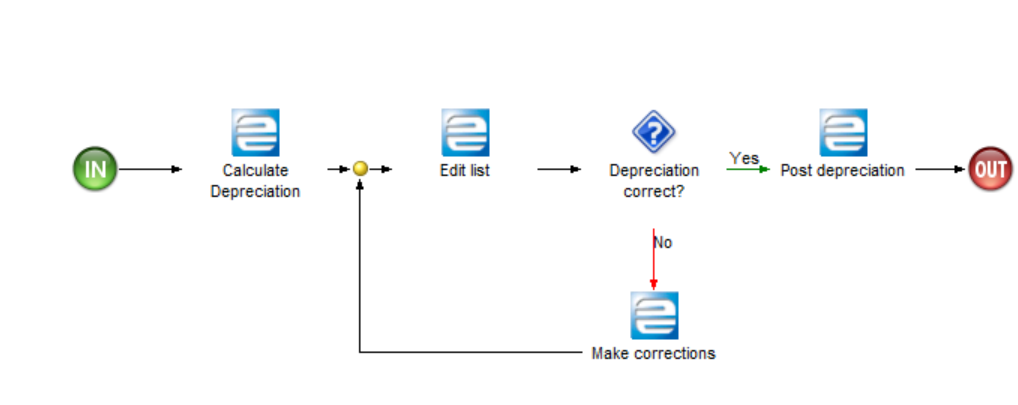 IN
Calculate
Depreciation
Edit list
Depreciation
correct?
Yes
Post depreciation
OUT
No
Make corrections